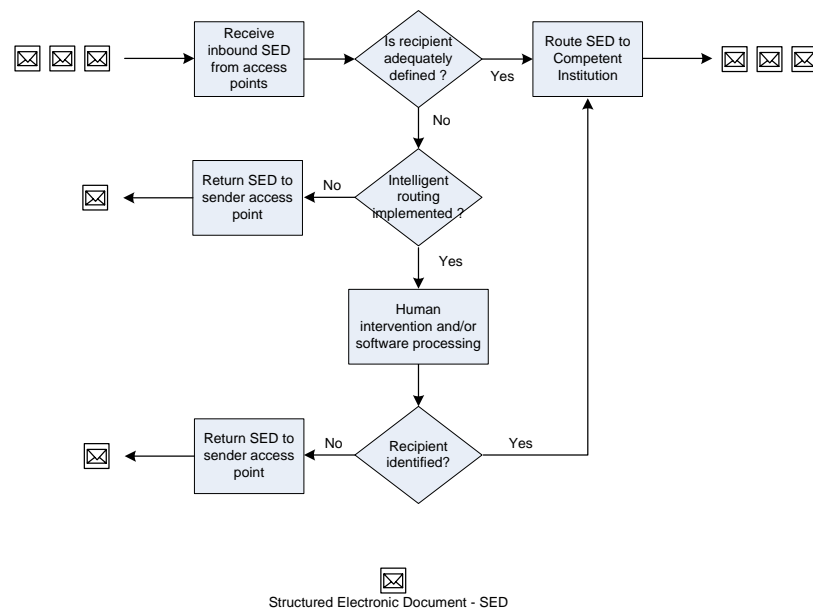 Receive
inbound SED
from access
points
Is recipient
adequately
defined ?
Yes
Route SED to
Competent
Institution
No
Return SED to
sender access
point
No
Intelligent
routing
implemented ?
Yes
Human
intervention and/or
software processing
Return SED to
sender access
point
No
Recipient
identified?
Yes
Structured Electronic Document - SED